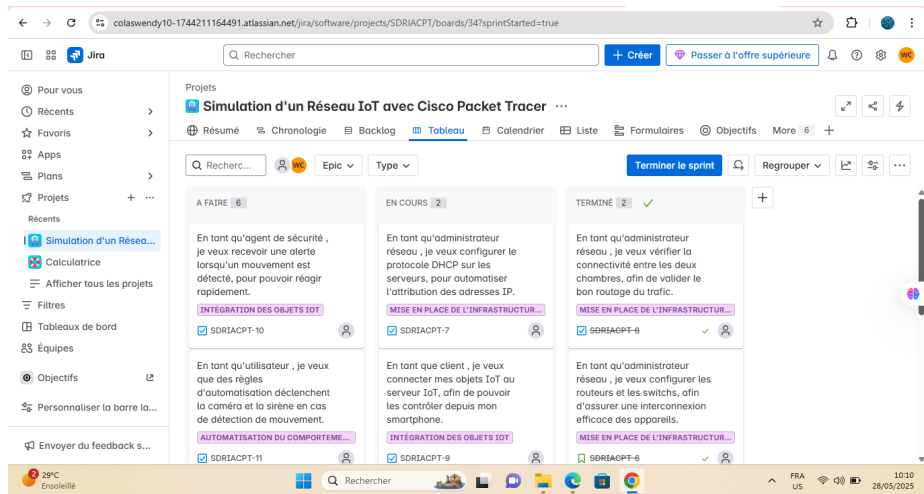 colaswendy10-1744211164491.atlassian.net/jira/software/projects/SDRIACPT/boards/34?sprintStarted=true
Jira
Rechercher
+ Créer
Passer à l'offre supérieure
WC
Pour vous
Récents
Favoris
Apps
Plans
Projets
Récents
Simulation d'un Résea...
Calculatrice
Afficher tous les projets
Filtres
Tableaux de bord
Équipes
Objectifs
Personnaliser la barre la...
Envoyer du feedback s...
Projets
Simulation d'un Réseau IoT avec Cisco Packet Tracer
Résumé Chronologie Backlog Tableau Calendrier Liste Formulaires Objectifs More 6 +
Recherc... WC Epic Type Terminer le sprint Regrouper
A FAIRE 6
En tant qu'agent de sécurité ,
je veux recevoir une alerte
lorsqu'un mouvement est
détecté, pour pouvoir réagir
rapidement.
INTÉGRATION DES OBJETS IOT
SDRIACPT-10
En tant qu'utilisateur , je veux
que des règles
d'automatisation déclenchent
la caméra et la sirène en cas
de détection de mouvement.
AUTOMATISATION DU COMPORTEME...
SDRIACPT-11
EN COURS 2
En tant qu'administrateur
réseau , je veux configurer le
protocole DHCP sur les
serveurs, pour automatiser
l'attribution des adresses IP.
MISE EN PLACE DE L'INFRASTRUCTUR...
SDRIACPT-7
En tant que client , je veux
connecter mes objets IoT au
serveur IoT, afin de pouvoir
les contrôler depuis mon
smartphone.
INTÉGRATION DES OBJETS IOT
SDRIACPT-9
TERMINÉ 2
En tant qu'administrateur
réseau , je veux vérifier la
connectivité entre les deux
chambres, afin de valider le
bon routage du trafic.
MISE EN PLACE DE L'INFRASTRUCTUR...
SDRIACPT-8
En tant qu'administrateur
réseau , je veux configurer les
routeurs et les switchs, afin
d'assurer une interconnexion
efficace des appareils.
MISE EN PLACE DE L'INFRASTRUCTUR...
SDRIACPT-6
2
29°C
Ensoleillé
Rechercher
FRA
US
10:10
28/05/2025